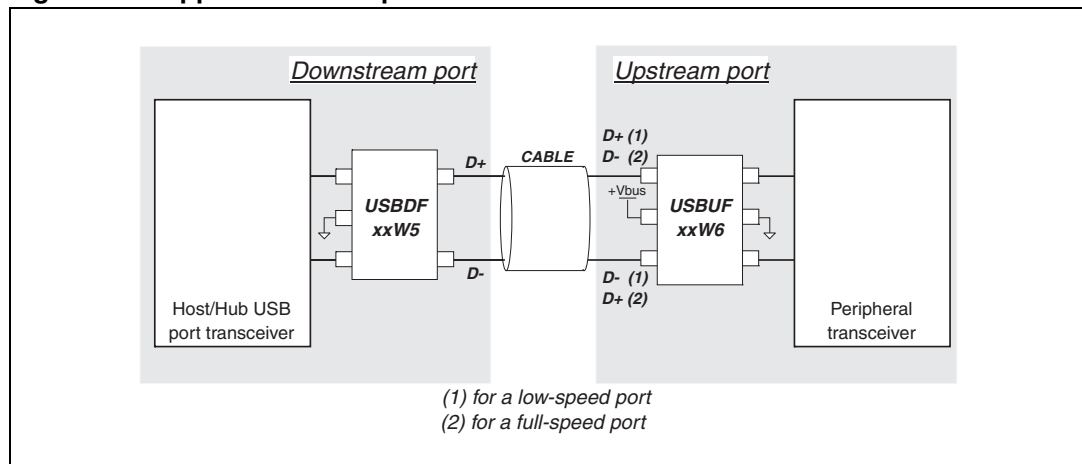 Downstream port
Upstream port
D+ (1)
D- (2)
CABLE
D+
+Vbus
USBDF
xxW5
USBUF
xxW6
D-
D- (1)
D+ (2)
Host/Hub USB
port transceiver
Peripheral
transceiver
(1) for a low-speed port
(2) for a full-speed port